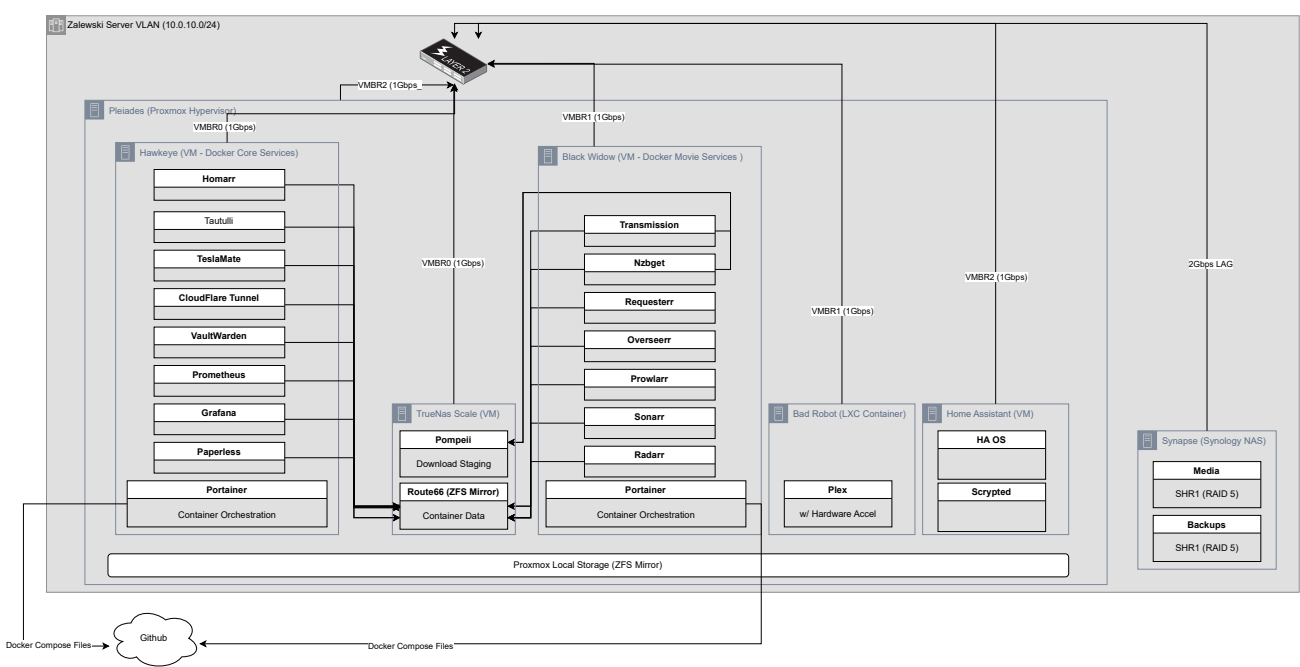 Zalewski Server VLAN (10.0.10.0/24)
LAYER 2
VMBR2 (1Gbps_
Pleiades (Proxmox Hypervisor)
VMBR0 (1Gbps)
VMBR1 (1Gbps)
Hawkeye (VM - Docker Core Services)
Homarr
Tautulli
TeslaMate
CloudFlare Tunnel
VaultWarden
Prometheus
Grafana
Paperless
Portainer
Container Orchestration
VMBR0 (1Gbps)
TrueNas Scale (VM)
Pompeii
Download Staging
Route66 (ZFS Mirror)
Container Data
Black Widow (VM - Docker Movie Services )
Transmission
Nzbget
Requesterr
Overseerr
Prowlarr
Sonarr
Radarr
Portainer
Container Orchestration
VMBR1 (1Gbps)
Bad Robot (LXC Container)
Plex
w/ Hardware Accel
VMBR2 (1Gbps)
Home Assistant (VM)
HA OS
Scrypted
2Gbps LAG
Synapse (Synology NAS)
Media
SHR1 (RAID 5)
Backups
SHR1 (RAID 5)
Proxmox Local Storage (ZFS Mirror)
Docker Compose Files
Github
Docker Compose Files